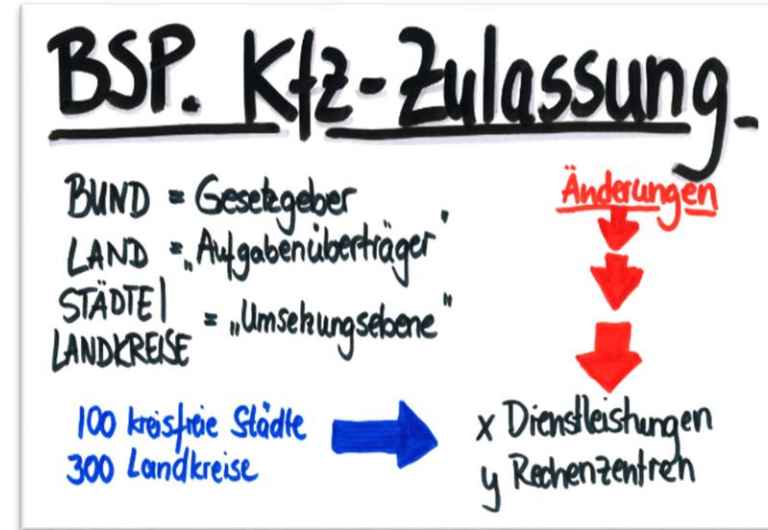 BSP. Kfz-Zulassung
BUND = Gesetzgeber
LAND = „Aufgabenüberträger"
STÄDTE/
LANDKREISE = „Umsetzungsebene"
100 kreisfreie Städte
300 Landkreise
Änderungen
x Dienstleistungen
y Rechenzentren